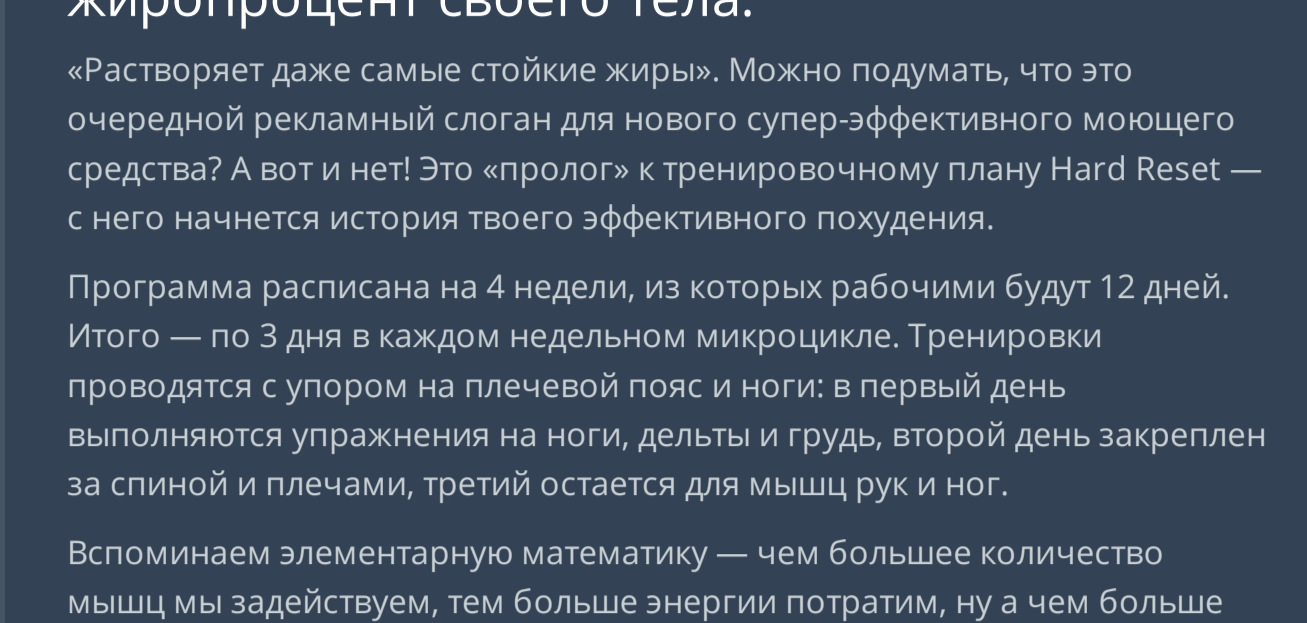 жиропроцент своего тела.
«Растворяет даже самые стойкие жиры». Можно подумать, что это
очередной рекламный слоган для нового супер-эффективного моющего
средства? А вот и нет! Это «пролог» к тренировочному плану Hard Reset —
с него начнется история твоего эффективного похудения.
Программа расписана на 4 недели, из которых рабочими будут 12 дней.
Итого — по 3 дня в каждом недельном микроцикле. Тренировки
проводятся с упором на плечевой пояс и ноги: в первый день
выполняются упражнения на ноги, дельты и грудь, второй день закреплен
за спиной и плечами, третий остается для мышц рук и ног.
Вспоминаем элементарную математику — чем большее количество
мышц мы задействуем, тем больше энергии потратим, ну а чем больше